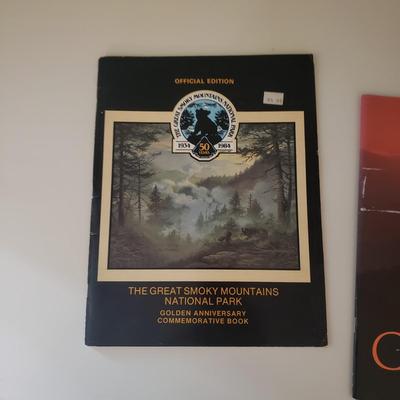 OFFICIAL EDITION
THE GREAT SMOKY MOUNTAINS NATIONAL PARK
1934 50 1984
YEARS
THE GREAT SMOKY MOUNTAINS
NATIONAL PARK
GOLDEN ANNIVERSARY
COMMEMORATIVE BOOK